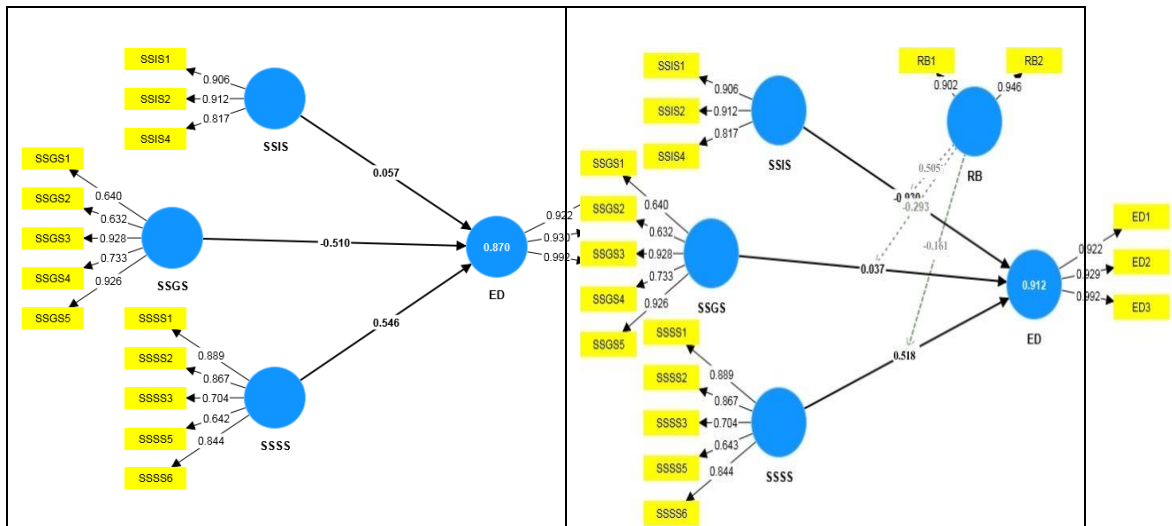 SSIS1
0.906
SSIS2
0.912
SSIS4
0.817
SSIS
SSGS1
0.640
SSGS2
0.632
SSGS3
0.928
SSGS4
0.733
SSGS5
0.926
SSGS
SSSS1
0.889
SSSS2
0.867
SSSS3
0.704
SSSS5
0.642
SSSS6
0.844
SSSS
0.057
-0.510
0.546
0.870
ED
0.922
0.930
0.992
SSIS1
0.906
SSIS2
0.912
SSIS4
0.817
SSIS
RB1
0.902
RB2
0.946
RB
SSGS1
0.640
SSGS2
0.632
SSGS3
0.928
SSGS4
0.733
SSGS5
0.926
SSGS
SSSS1
0.889
SSSS2
0.867
SSSS3
0.704
SSSS5
0.643
SSSS6
0.844
SSSS
0.505
-0.293
-0.161
0.037
0.518
0.912
ED
ED1
0.922
ED2
0.929
ED3
0.992